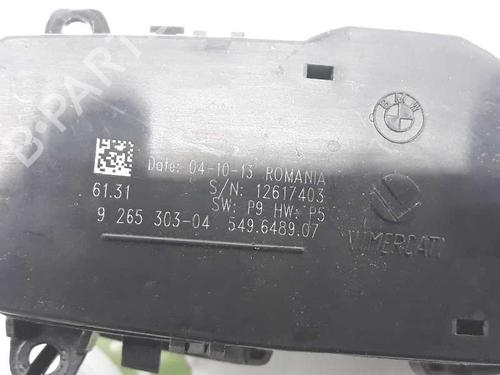 B-PARTS
BMW
Date: 04-10-13 ROMANIA
61.31 S/N: 12617403
SW: P9 HW: P5
9 265 303-04 549.6489.07
VIMERCATI